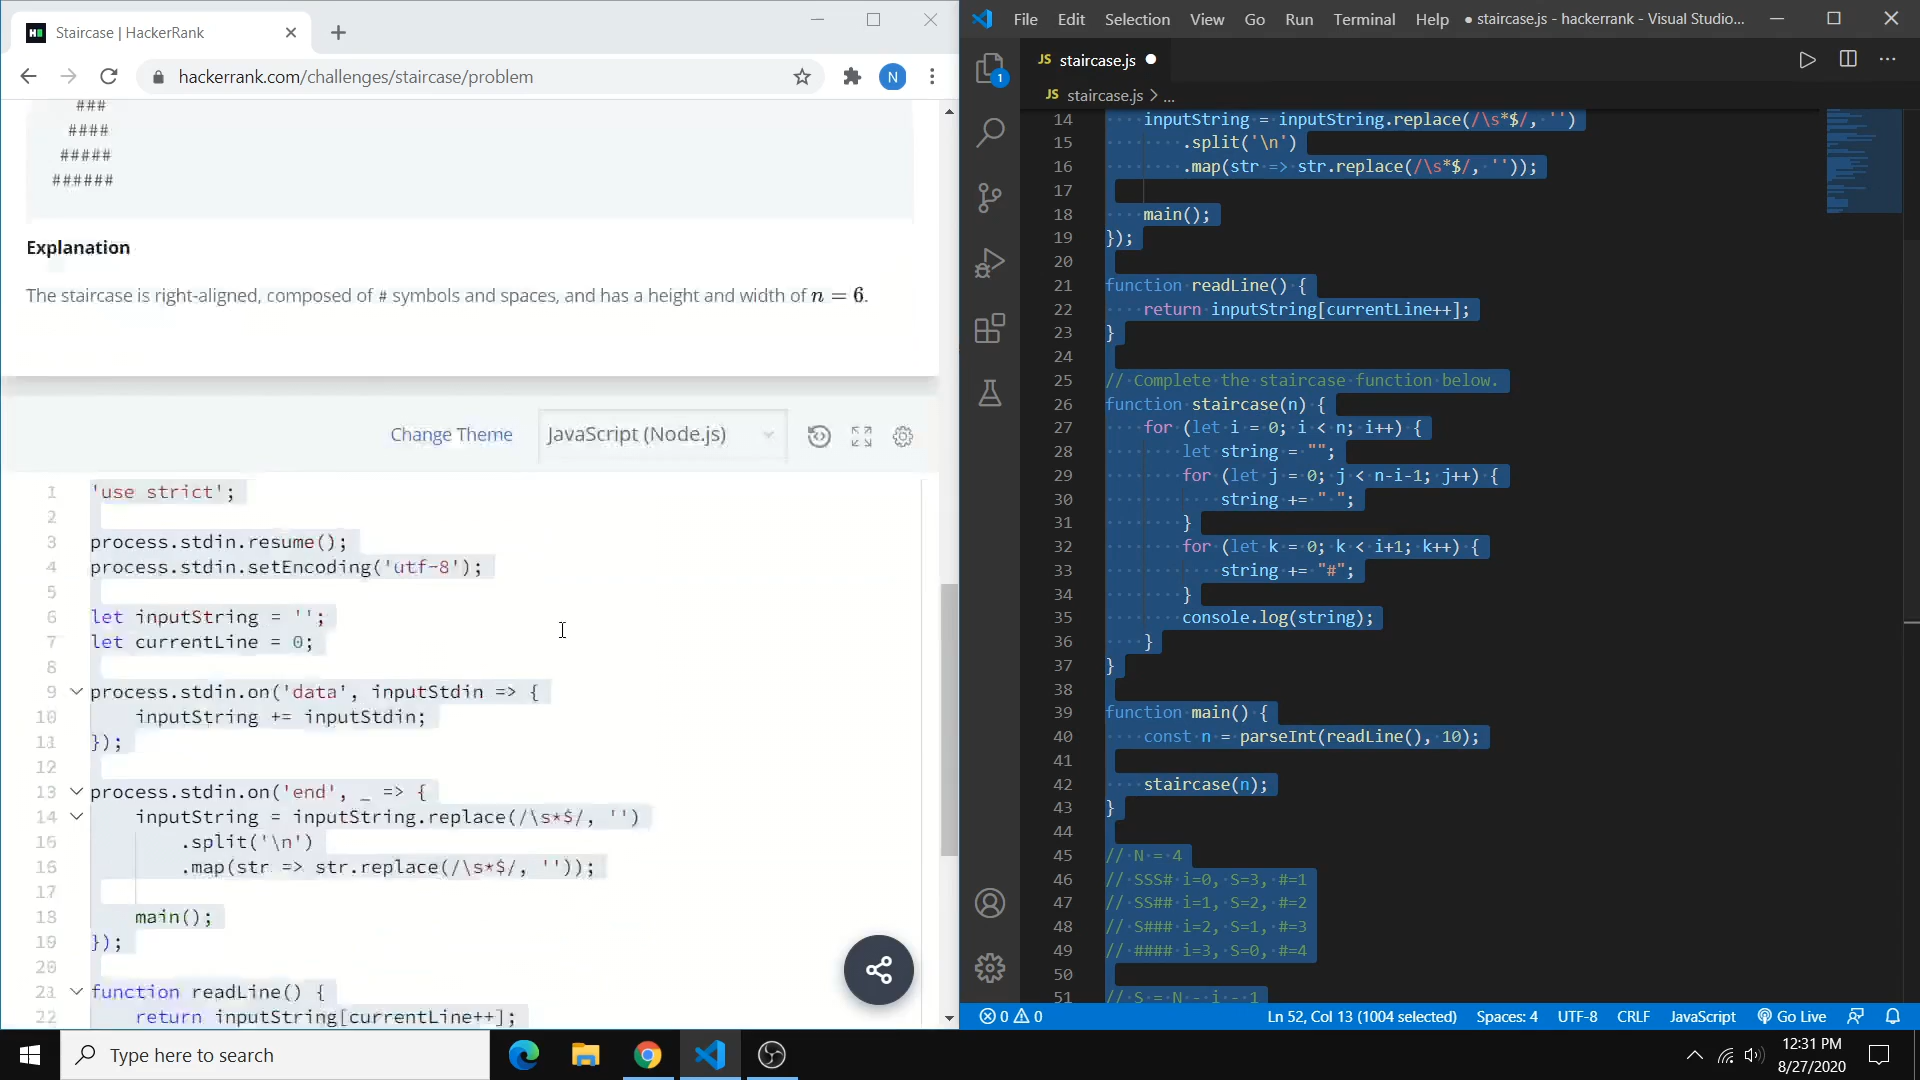 Staircase | HackerRank
hackerrank.com/challenges/staircase/problem
N
###
####
#####
######
Explanation
The staircase is right-aligned, composed of # symbols and spaces, and has a height and width of n = 6.
Change Theme
JavaScript (Node.js)
1 'use strict';
2
3 process.stdin.resume();
4 process.stdin.setEncoding('utf-8');
5
6 let inputString = '';
7 let currentLine = 0;
8
9 process.stdin.on('data', inputStdin => {
10 inputString += inputStdin;
11 });
12
13 process.stdin.on('end', _ => {
14 inputString = inputString.replace(/\s*$/, '')
15 .split('\n')
16 .map(str => str.replace(/\s*$/, ''));
17
18 main();
19 });
20
21 function readLine() {
22 return inputString[currentLine++];
File Edit Selection View Go Run Terminal Help ● staircase.js - hackerrank - Visual Studio...
JS staircase.js ●
JS staircase.js > ...
1
14 inputString = inputString.replace(/\s*$/, '')
15 .split('\n')
16 .map(str => str.replace(/\s*$/, ''));
17
18 main();
19 });
20
21 function readLine() {
22 return inputString[currentLine++];
23 }
24
25 // Complete the staircase function below.
26 function staircase(n) {
27 for (let i = 0; i < n; i++) {
28 let string = "";
29 for (let j = 0; j < n-i-1; j++) {
30 string += " ";
31 }
32 for (let k = 0; k < i+1; k++) {
33 string += "#";
34 }
35 console.log(string);
36 }
37 }
38
39 function main() {
40 const n = parseInt(readLine(), 10);
41
42 staircase(n);
43 }
44
45 // N = 4
46 // SSS# i=0, S=3, #=1
47 // SS## i=1, S=2, #=2
48 // S### i=2, S=1, #=3
49 // #### i=3, S=0, #=4
50
51 // S = N - i - 1
0 0 Ln 52, Col 13 (1004 selected) Spaces: 4 UTF-8 CRLF JavaScript Go Live
Type here to search
12:31 PM
8/27/2020